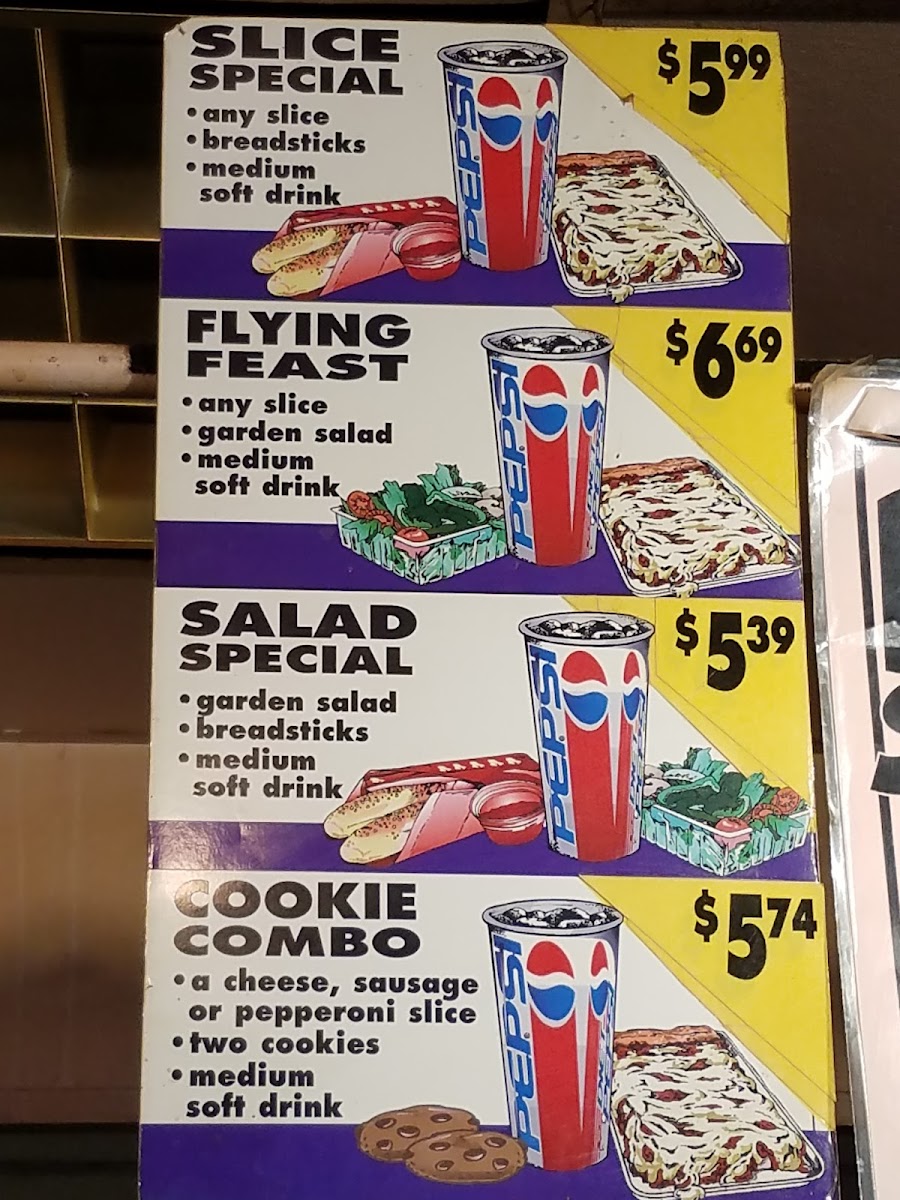 SLICE
SPECIAL
• any slice
• breadsticks
• medium
soft drink
PEPSI
$5.99
FLYING
FEAST
• any slice
• garden salad
• medium
soft drink
PEPSI
$6.69
SALAD
SPECIAL
• garden salad
• breadsticks
• medium
soft drink
PEPSI
$5.39
COOKIE
COMBO
• a cheese, sausage
or pepperoni slice
• two cookies
• medium
soft drink
PEPSI
$5.74